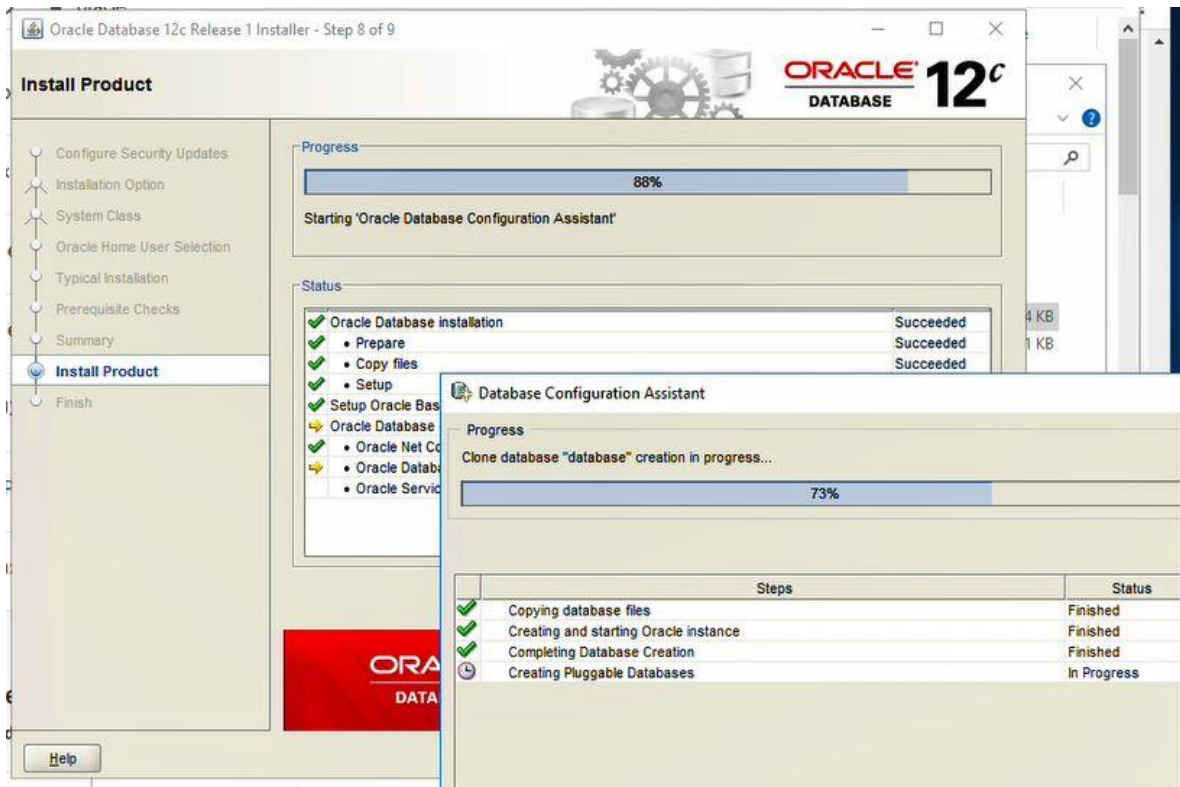 Oracle Database 12c Release 1 Installer - Step 8 of 9
Install Product
ORACLE DATABASE 12c
Configure Security Updates
Installation Option
System Class
Oracle Home User Selection
Typical Installation
Prerequisite Checks
Summary
Install Product
Finish
Progress
88%
Starting 'Oracle Database Configuration Assistant'
Status
Oracle Database installation Succeeded
• Prepare Succeeded
• Copy files Succeeded
• Setup
Setup Oracle Bas
Oracle Database
• Oracle Net Co
• Oracle Databa
• Oracle Servic
4 KB
1 KB
ORA
DATA
Help
Database Configuration Assistant
Progress
Clone database "database" creation in progress...
73%
Steps Status
Copying database files Finished
Creating and starting Oracle instance Finished
Completing Database Creation Finished
Creating Pluggable Databases In Progress